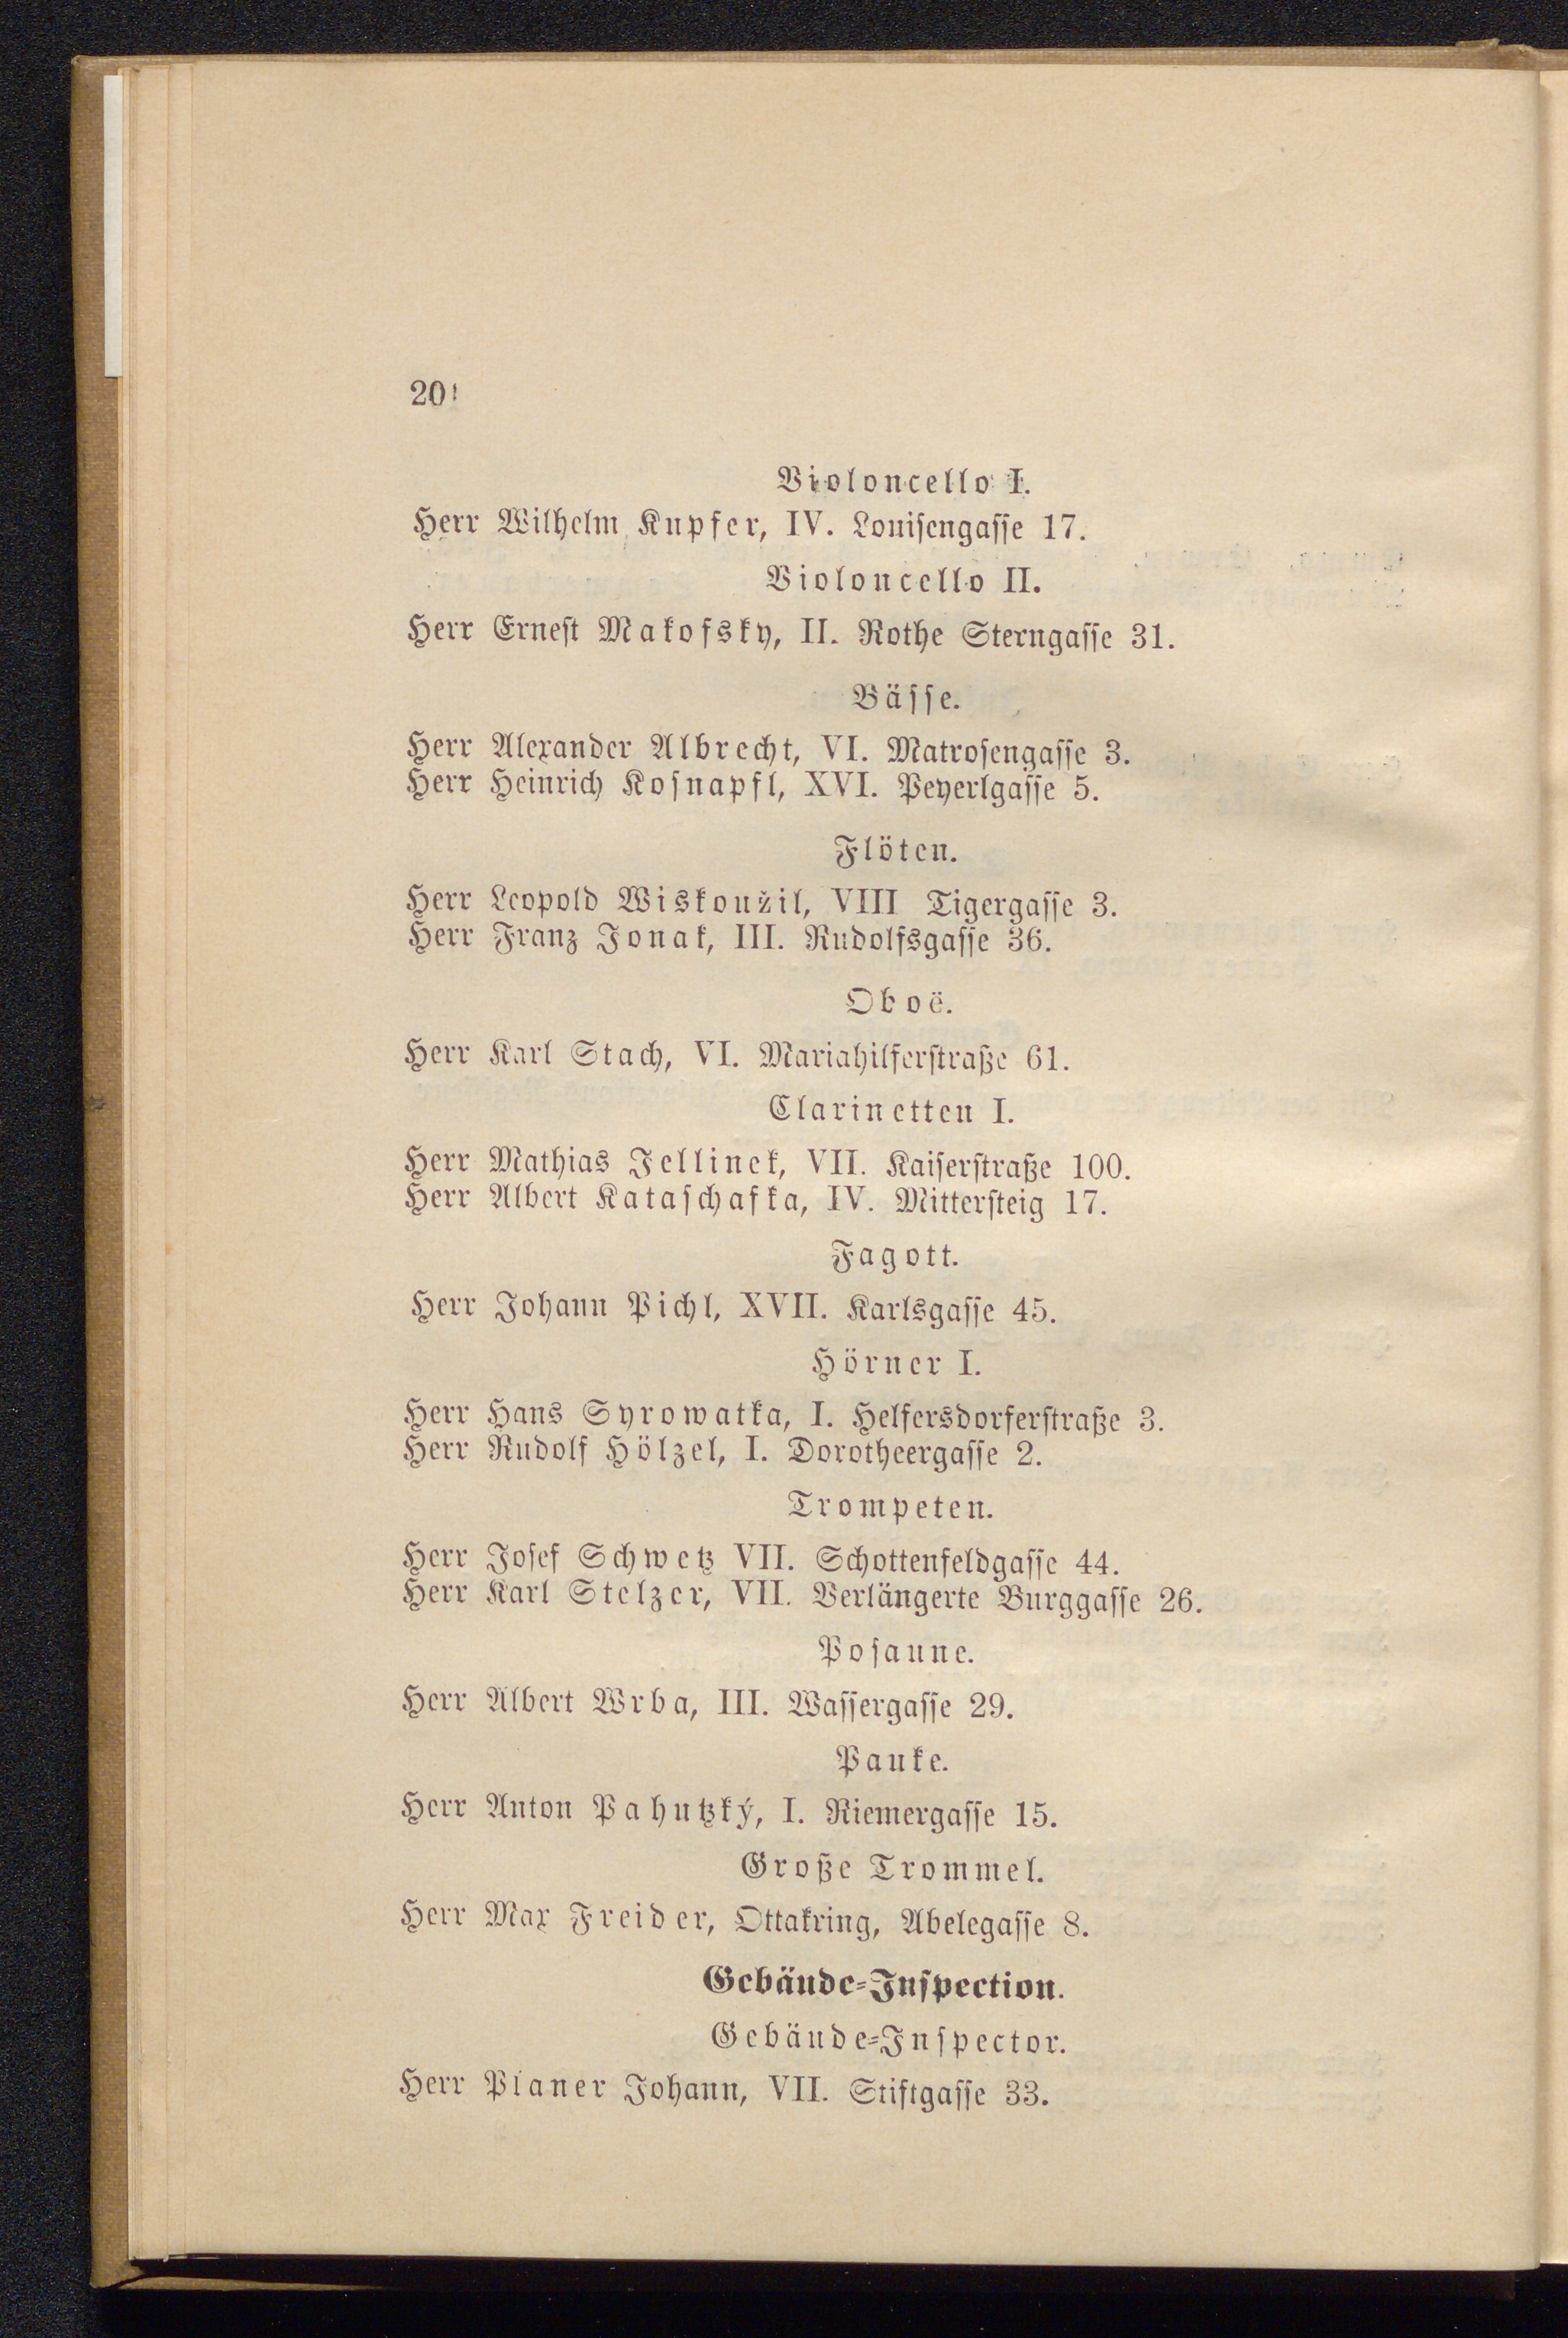 20
Violoncello I.
Herr Wilhelm Kupfer, IV. Louisengasse 17.
Violoncello II.
Herr Ernest Makofsky, II. Rothe Sterngasse 31.
Bässe.
Herr Alexander Albrecht, VI. Matrosengasse 3.
Herr Heinrich Kosnapfl, XVI. Peyerlgasse 5.
Flöten.
Herr Leopold Wiskoužil, VIII Tigergasse 3.
Herr Franz Jonak, III. Rudolfsgasse 36.
Oboë.
Herr Karl Stach, VI. Mariahilferstraße 61.
Clarinetten I.
Herr Mathias Jellinek, VII. Kaiserstraße 100.
Herr Albert Kataschafka, IV. Mittersteig 17.
Fagott.
Herr Johann Pichl, XVII. Karlsgasse 45.
Hörner I.
Herr Hans Syrowatka, I. Helfersdorferstraße 3.
Herr Rudolf Hölzel, I. Dorotheergasse 2.
Trompeten.
Herr Josef Schwetz VII. Schottenfeldgasse 44.
Herr Karl Stelzer, VII. Verlängerte Burggasse 26.
Posaune.
Herr Albert Wrba, III. Wassergasse 29.
Pauke.
Herr Anton Pahutzký, I. Riemergasse 15.
Große Trommel.
Herr Max Freider, Ottakring, Abelegasse 8.
Gebäude-Inspection.
Gebäude-Inspector.
Herr Planer Johann, VII. Stiftgasse 33.